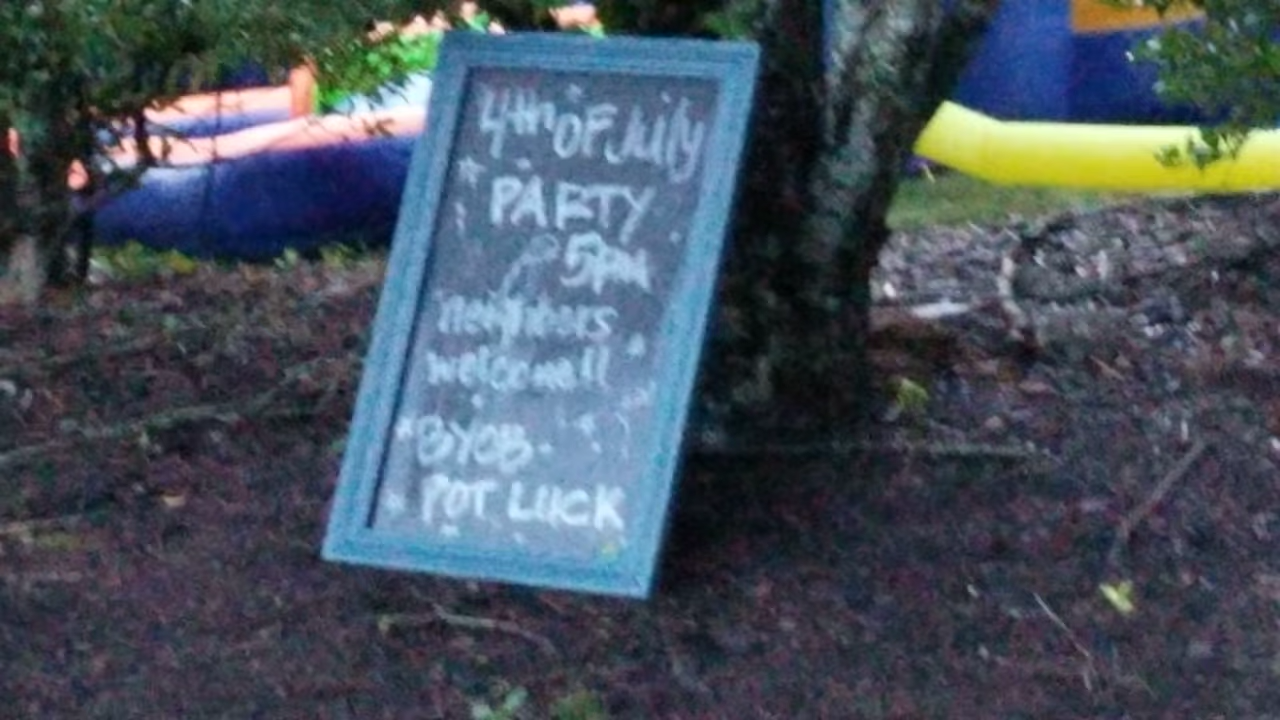 4th OF July
PARTY
@ 5PM
neighbors
welcome!!
BYOB-
POT LUCK